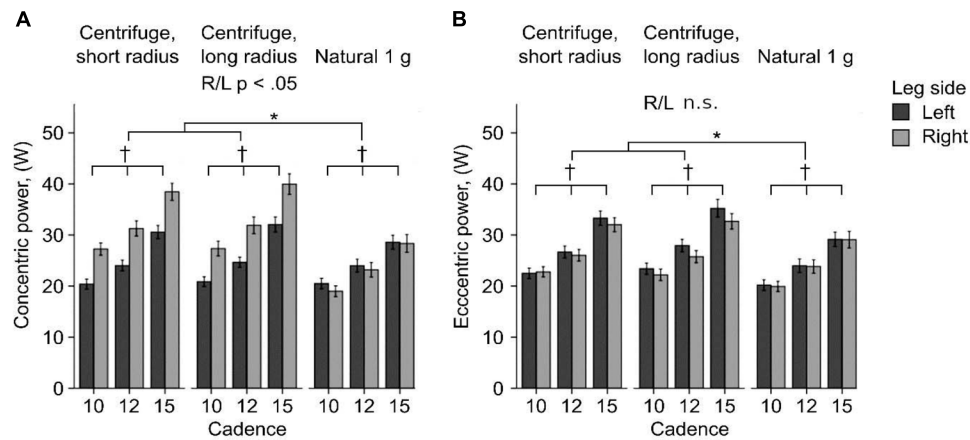 A
Centrifuge,
short radius
Centrifuge,
long radius
Natural 1 g
R/L p < .05
*
† † †
Concentric power, (W)
50
40
30
20
10
0
10 12 15 10 12 15 10 12 15
Cadence
B
Centrifuge,
short radius
Centrifuge,
long radius
Natural 1 g
R/L n.s.
*
† † †
Ecccentric power, (W)
50
40
30
20
10
0
10 12 15 10 12 15 10 12 15
Cadence
Leg side
Left
Right